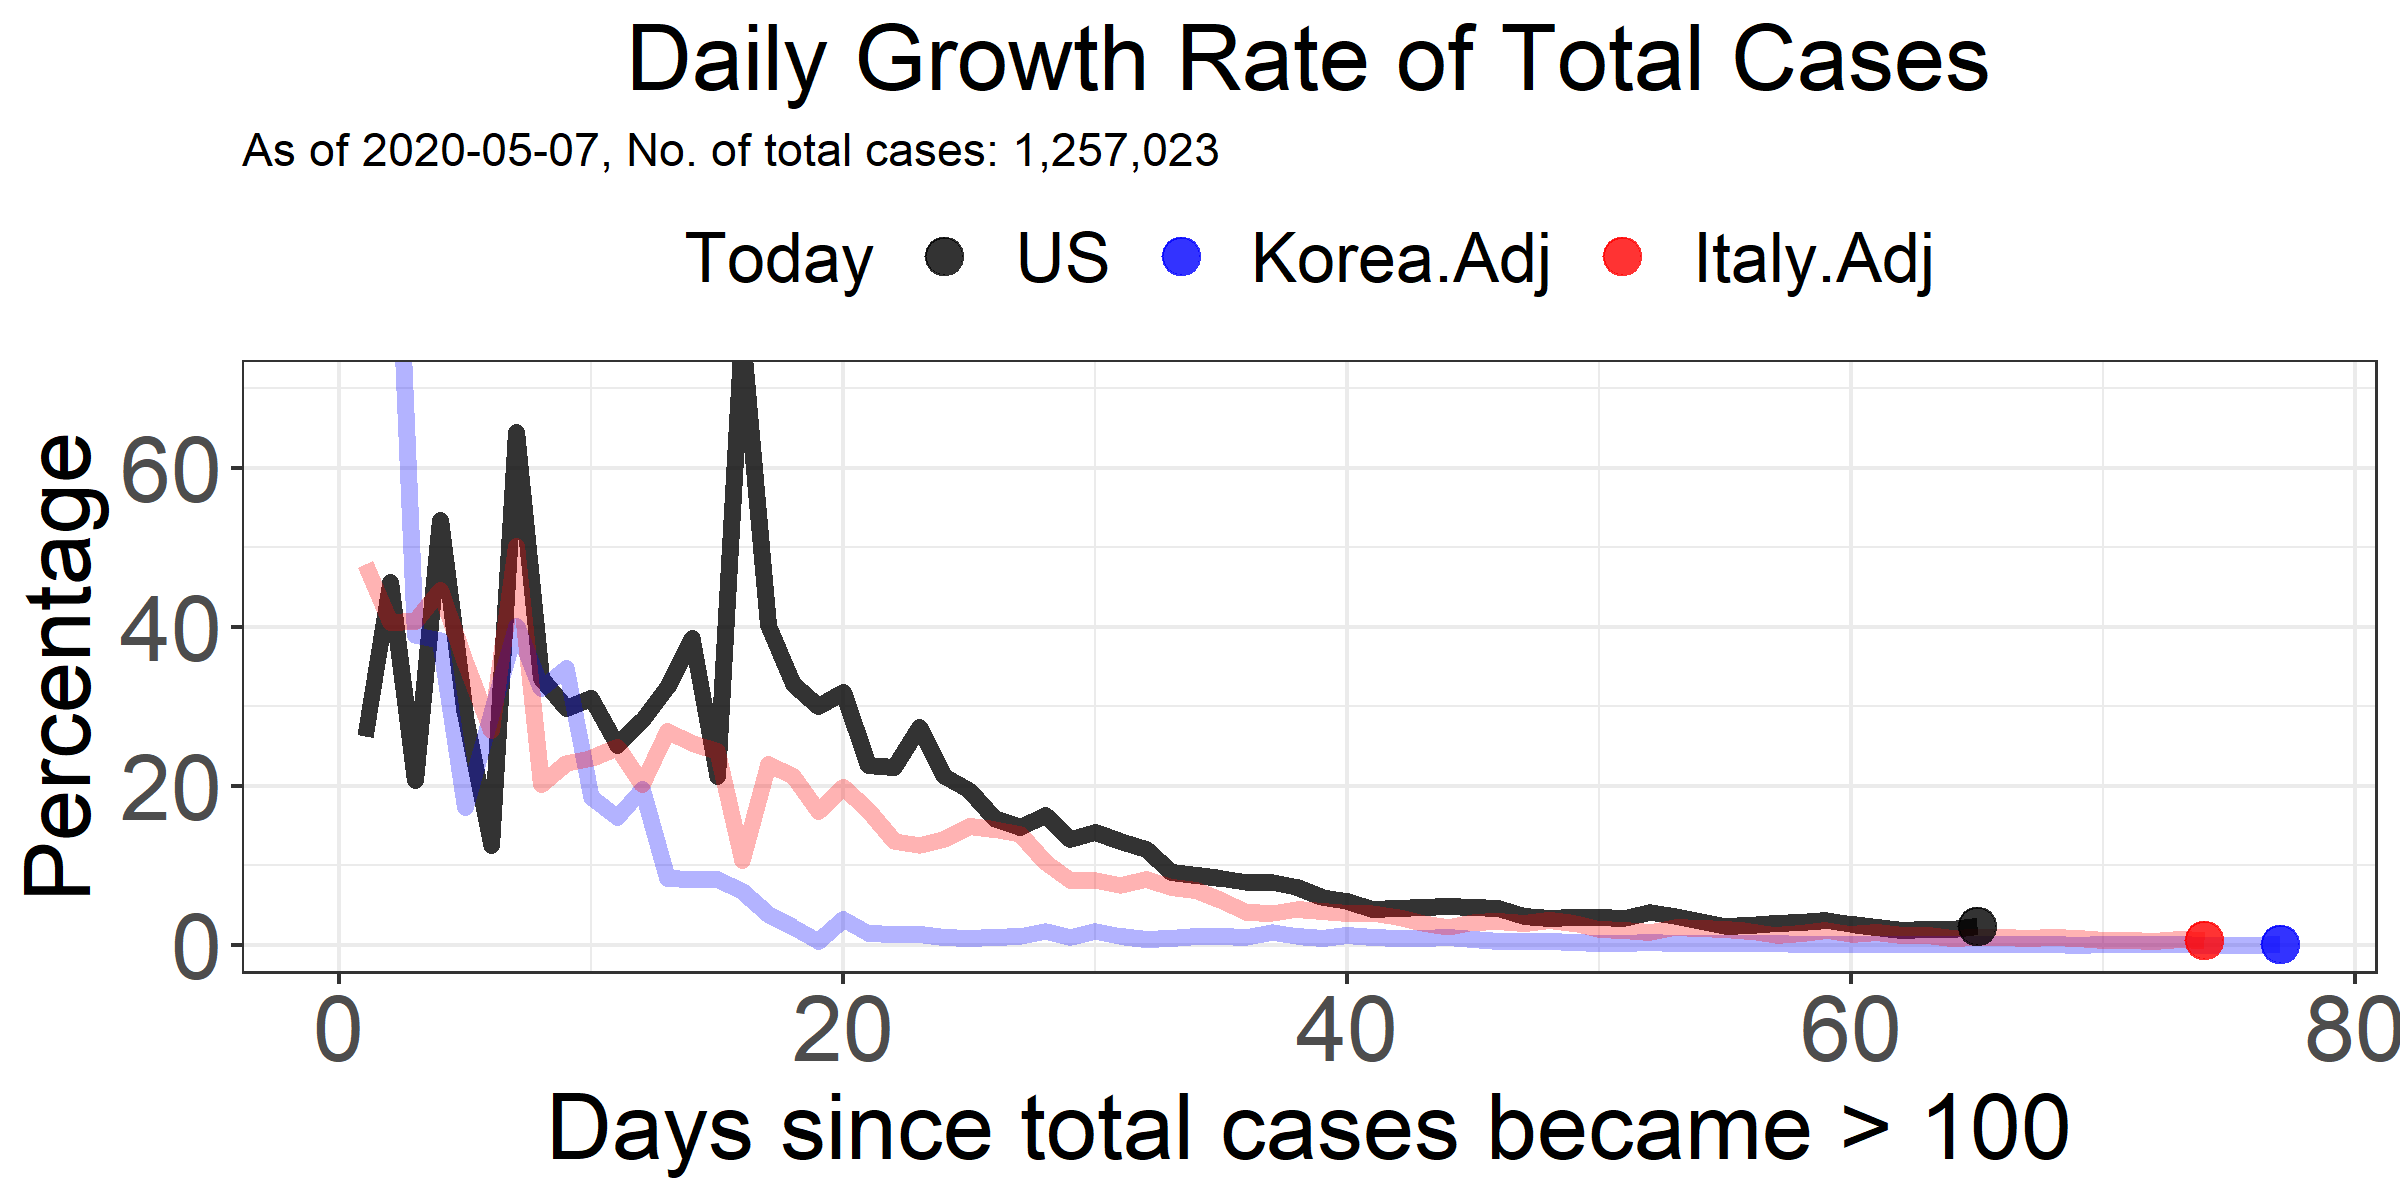 Daily Growth Rate of Total Cases
As of 2020-05-07, No. of total cases: 1,257,023
Today US Korea.Adj Italy.Adj
Percentage
60
40
20
0
0 20 40 60 80
Days since total cases became > 100